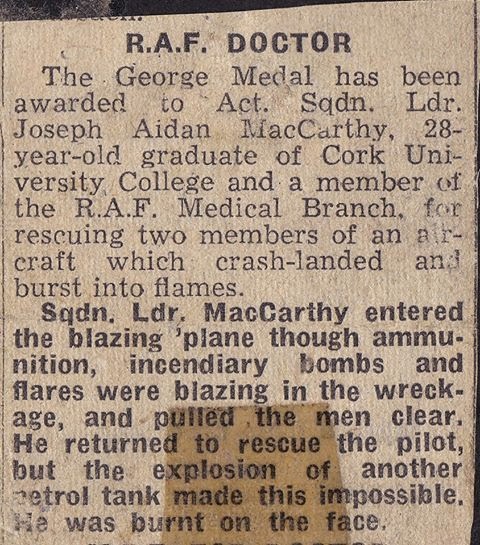 R.A.F. DOCTOR
The George Medal has been
awarded to Act. Sqdn. Ldr.
Joseph Aidan MacCarthy, 28-
year-old graduate of Cork Uni-
versity College and a member of
the R.A.F. Medical Branch, for
rescuing two members of an air-
craft which crash-landed and
burst into flames.
Sqdn. Ldr. MacCarthy entered
the blazing 'plane though ammu-
nition, incendiary bombs and
flares were blazing in the wreck-
age, and pulled the men clear.
He returned to rescue the pilot,
but the explosion of another
petrol tank made this impossible.
He was burnt on the face.